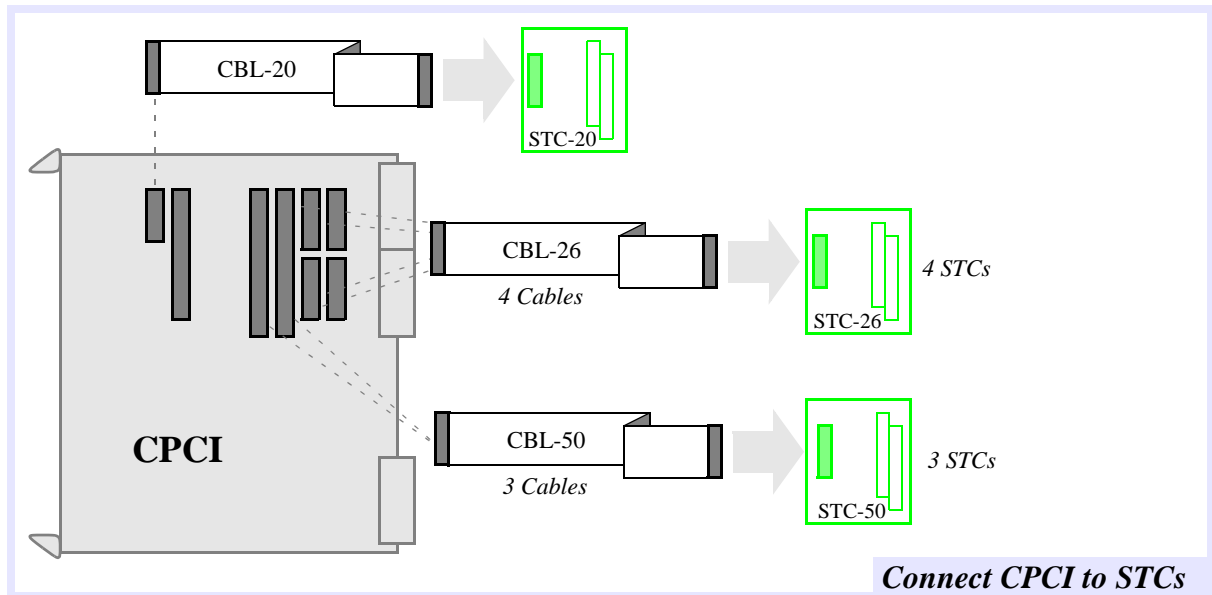 CBL-20
STC-20
CBL-26
4 Cables
STC-26
4 STCs
CPCI
CBL-50
3 Cables
STC-50
3 STCs
Connect CPCI to STCs